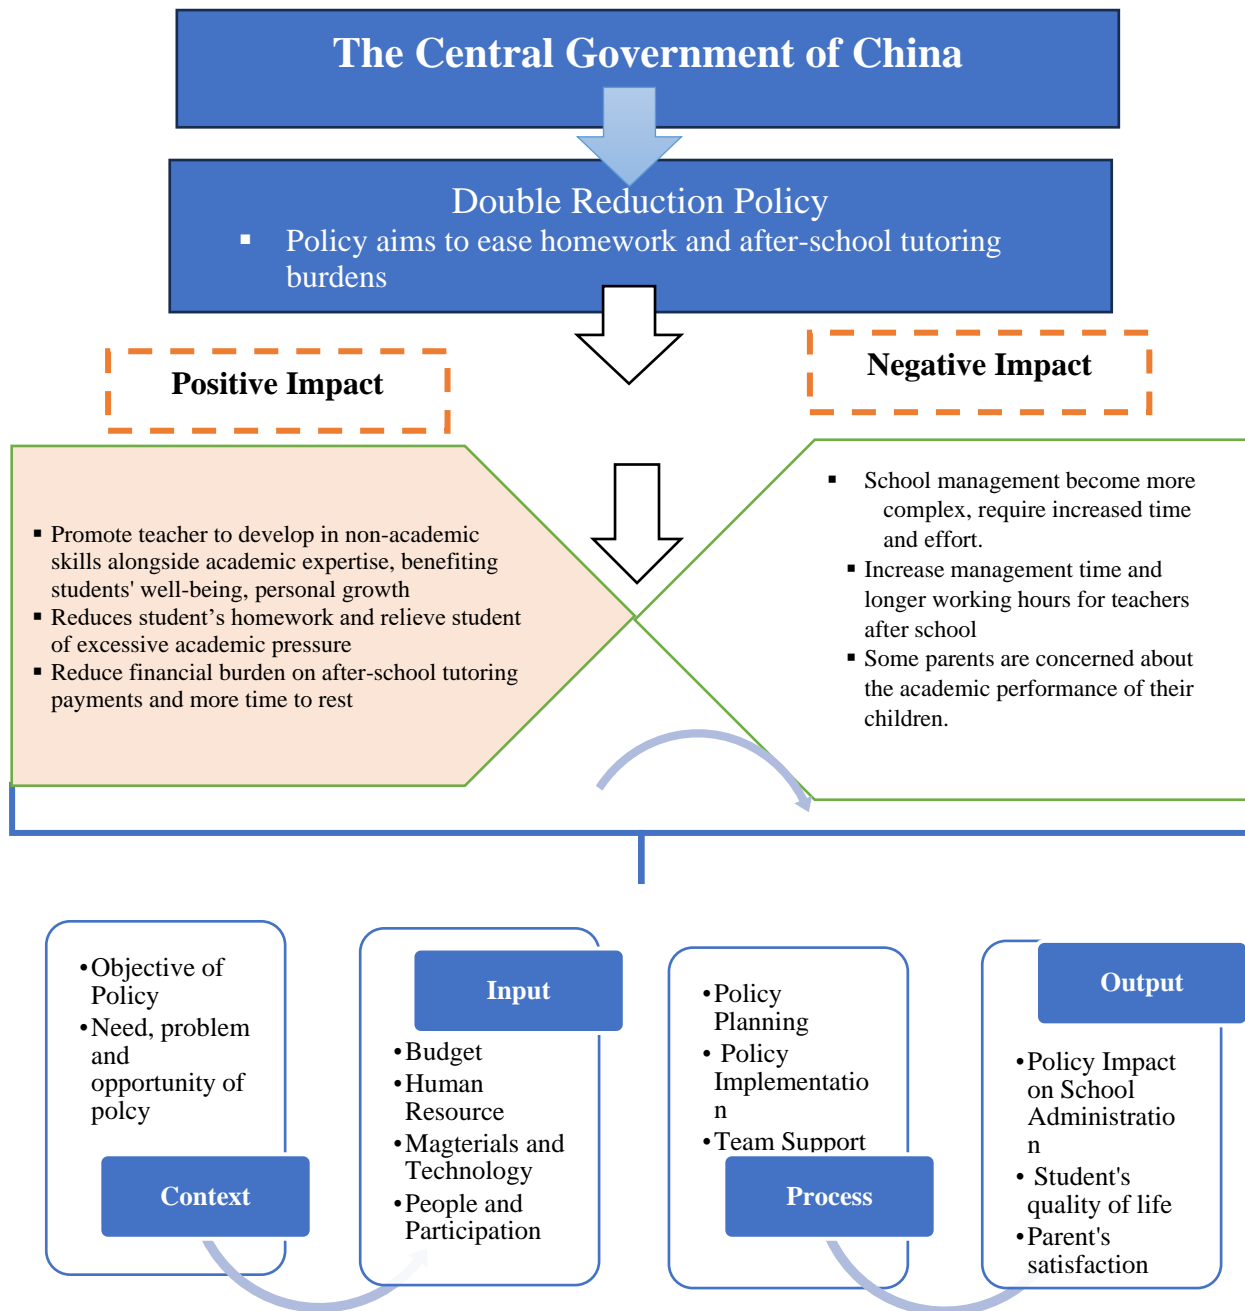 The Central Government of China
Double Reduction Policy
▪ Policy aims to ease homework and after-school tutoring
burdens
Positive Impact
Negative Impact
▪ Promote teacher to develop in non-academic
skills alongside academic expertise, benefiting
students' well-being, personal growth
▪ Reduces student’s homework and relieve student
of excessive academic pressure
▪ Reduce financial burden on after-school tutoring
payments and more time to rest
▪ School management become more
complex, require increased time
and effort.
▪ Increase management time and
longer working hours for teachers
after school
▪ Some parents are concerned about
the academic performance of their
children.
•Objective of
Policy
•Need, problem
and
opportunity of
polcy
Context
Input
•Budget
•Human
Resource
•Magterials and
Technology
•People and
Participation
•Policy
Planning
• Policy
Implementatio
n
•Team Support
Process
Output
•Policy Impact
on School
Administratio
n
• Student's
quality of life
•Parent's
satisfaction